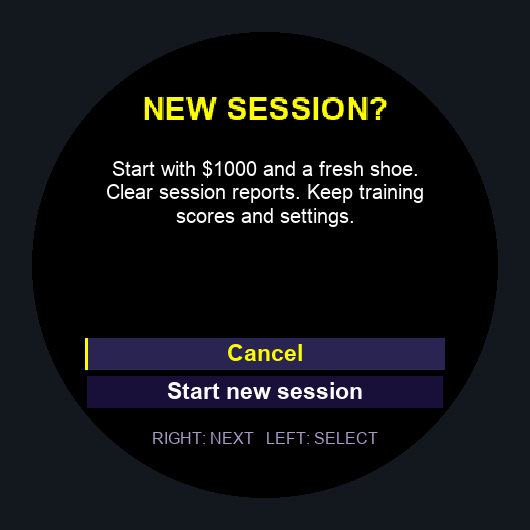 NEW SESSION?
Start with $1000 and a fresh shoe.
Clear session reports. Keep training
scores and settings.
Cancel
Start new session
RIGHT: NEXT LEFT: SELECT